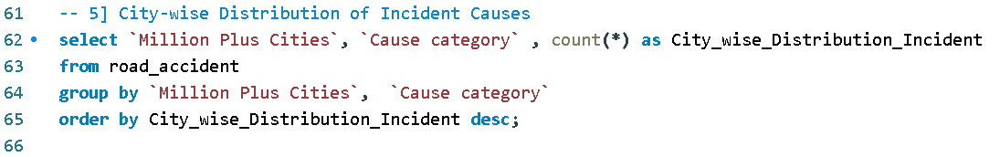 61 -- 5] City-wise Distribution of Incident Causes
62 select `Million Plus Cities`, `Cause category` , count(*) as City_wise_Distribution_Incident
63 from road_accident
64 group by `Million Plus Cities`,  `Cause category`
65 order by City_wise_Distribution_Incident desc;
66